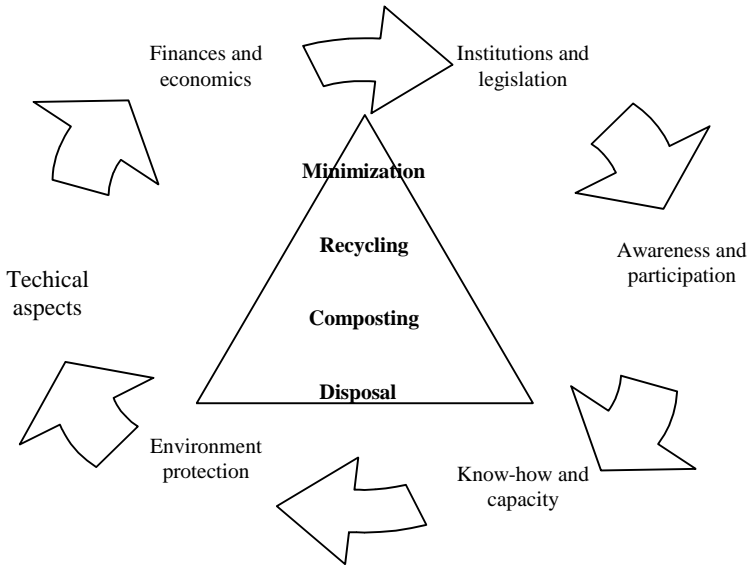 Finances and
economics
Institutions and
legislation
Minimization
Recycling
Awareness and
participation
Techical
aspects
Composting
Disposal
Environment
protection
Know-how and
capacity